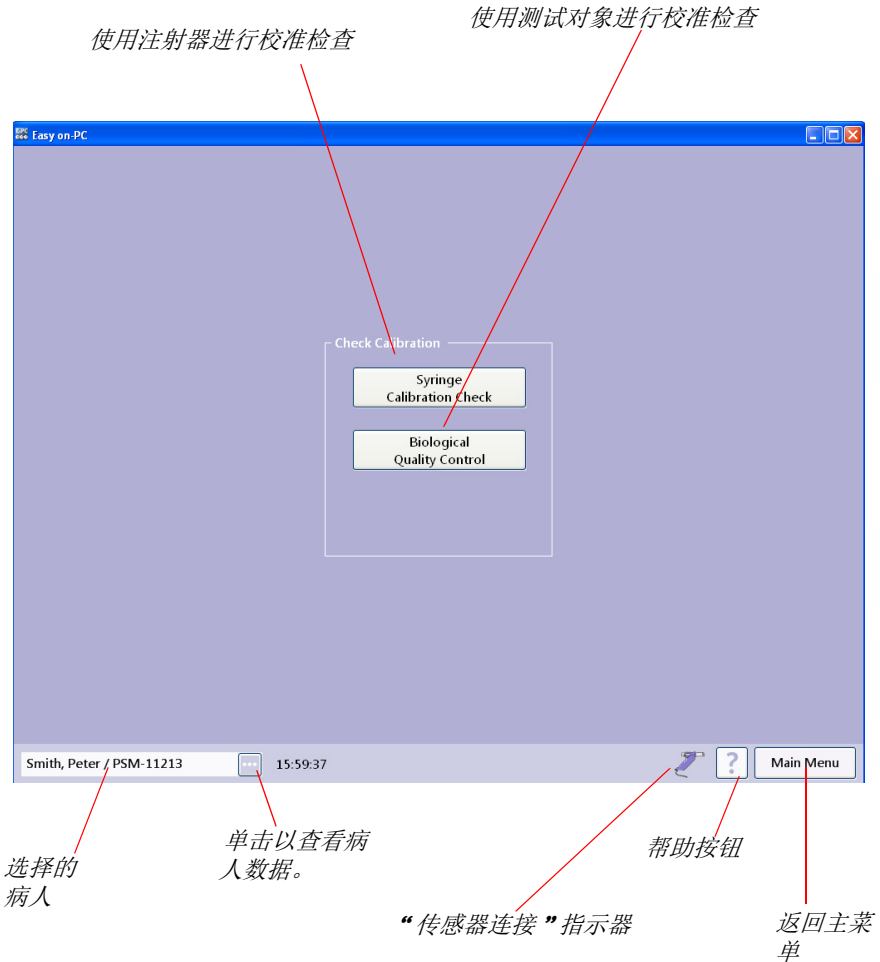 使用测试对象进行校准检查
使用注射器进行校准检查
Easy on-PC
Check Calibration
Syringe
Calibration Check
Biological
Quality Control
Smith, Peter / PSM-11213
15:59:37
?
Main Menu
单击以查看病
人数据。
帮助按钮
选择的
病人
“传感器连接”指示器
返回主菜
单